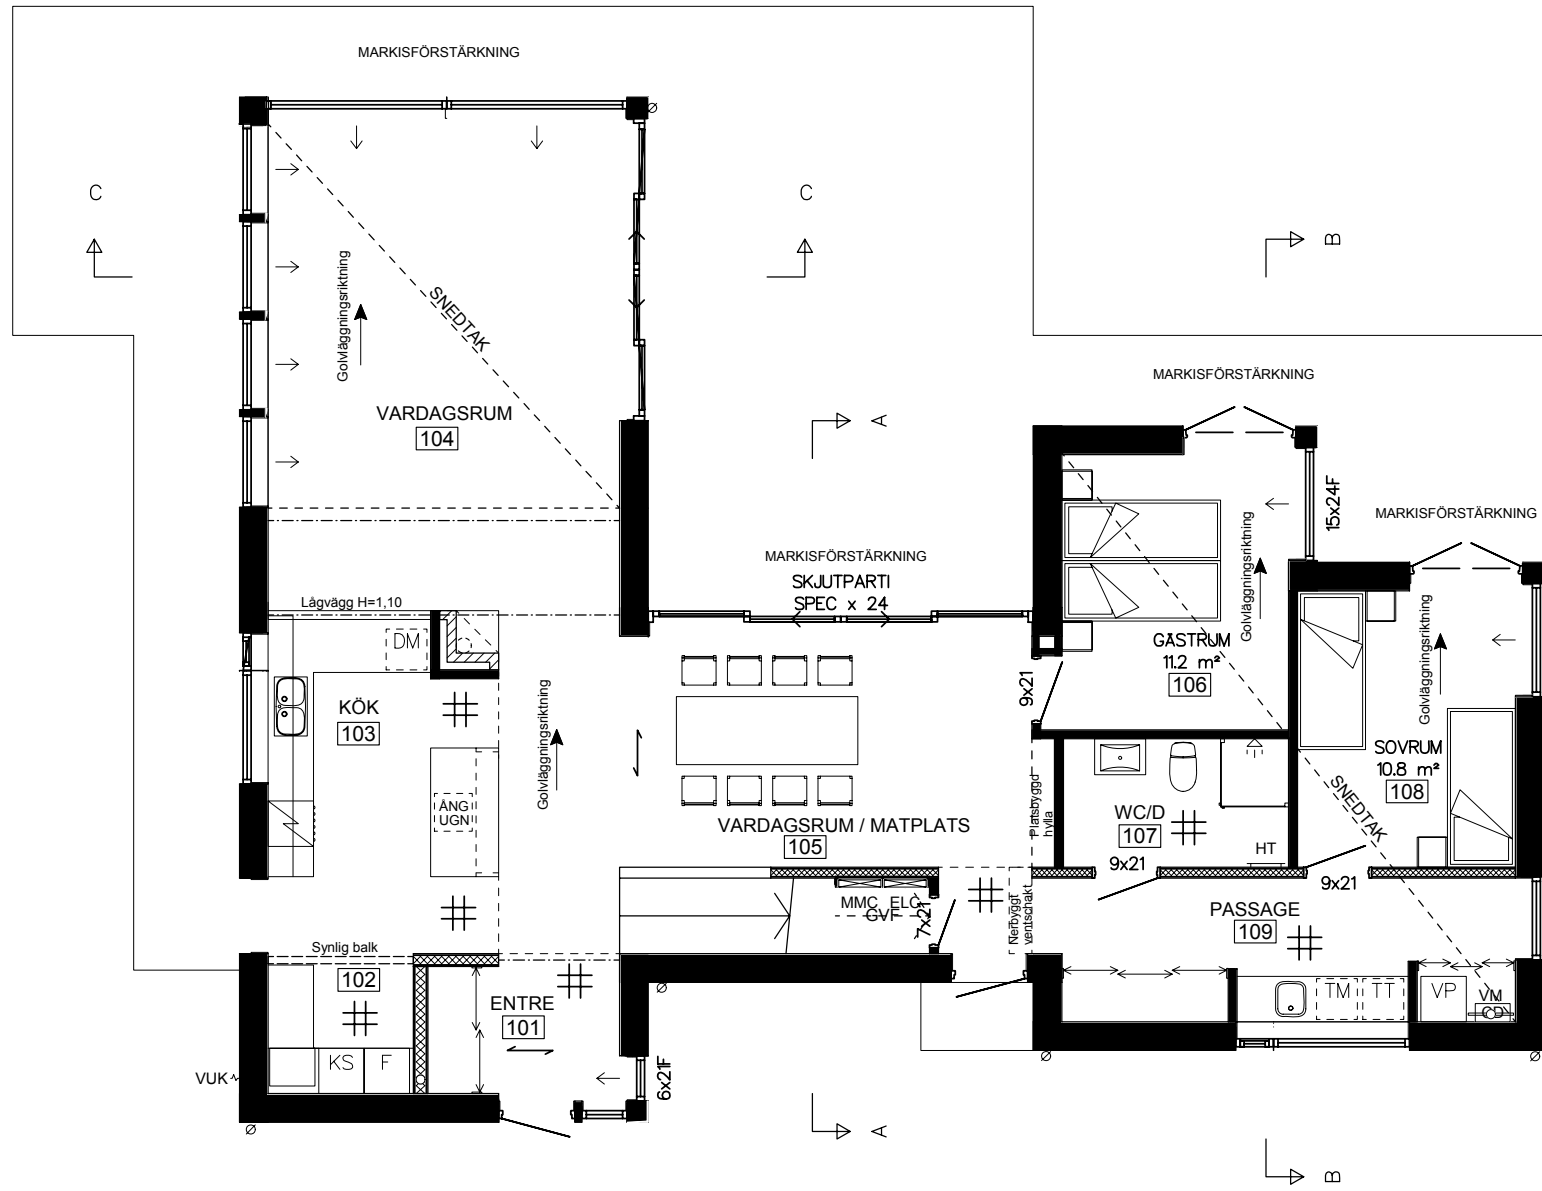 MARKISFÖRSTÄRKNING
C
C
B
Golvläggningsriktning
SNEDTAK
VARDAGSRUM
104
A
MARKISFÖRSTÄRKNING
15x24F
MARKISFÖRSTÄRKNING
MARKISFÖRSTÄRKNING
SKJUTPARTI
SPEC x 24
Golvläggningsriktning
Lågvägg H=1,10
DM
KÖK
103
Golvläggningsriktning
9x21
GÄSTRUM
11.2 m²
106
Golvläggningsriktning
SOVRUM
10.8 m²
108
SNEDTAK
ÅNG
UGN
VARDAGSRUM / MATPLATS
105
Platsbyggd
hylla
WC/D
107
HT
9x21
9x21
MMC
ELC
GVF
7x21
Nerbyggt
ventschakt
PASSAGE
109
Synlig balk
102
ENTRE
101
TM
TT
VP
VM
KS
F
VUK
6x21F
A
B